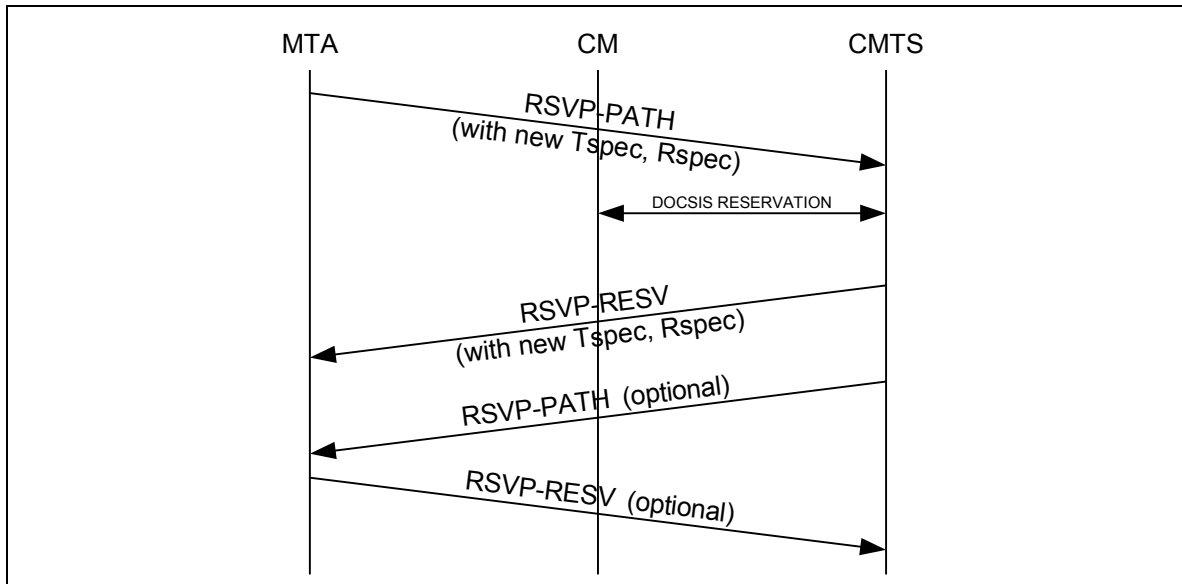 MTA CM CMTS
RSVP-PATH
(with new Tspec, Rspec)
DOCSIS RESERVATION
RSVP-RESV
(with new Tspec, Rspec)
RSVP-PATH (optional)
RSVP-RESV (optional)